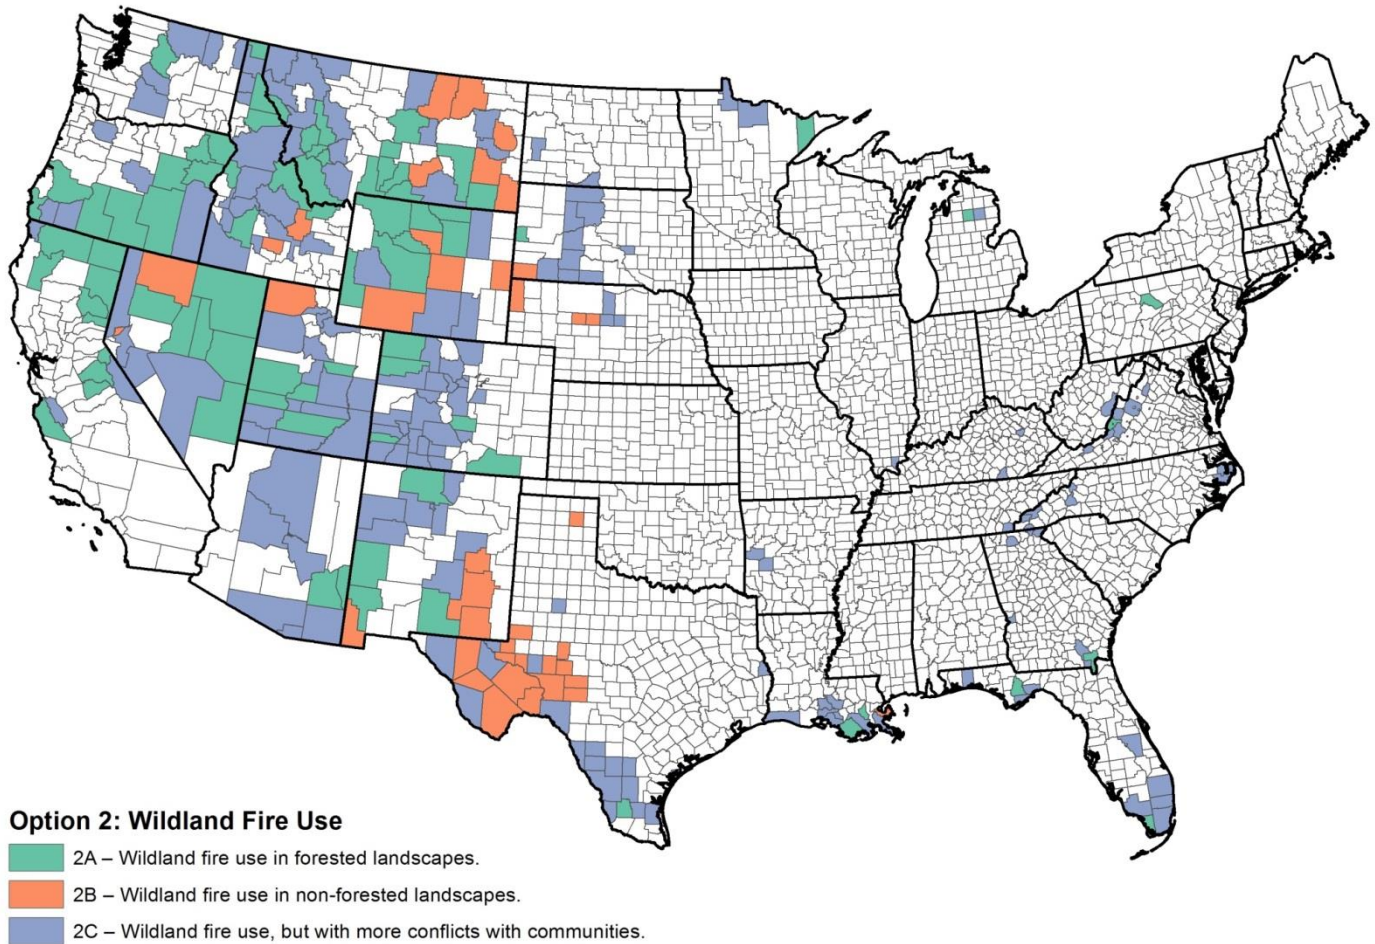 Option 2: Wildland Fire Use
2A – Wildland fire use in forested landscapes.
2B – Wildland fire use in non-forested landscapes.
2C – Wildland fire use, but with more conflicts with communities.